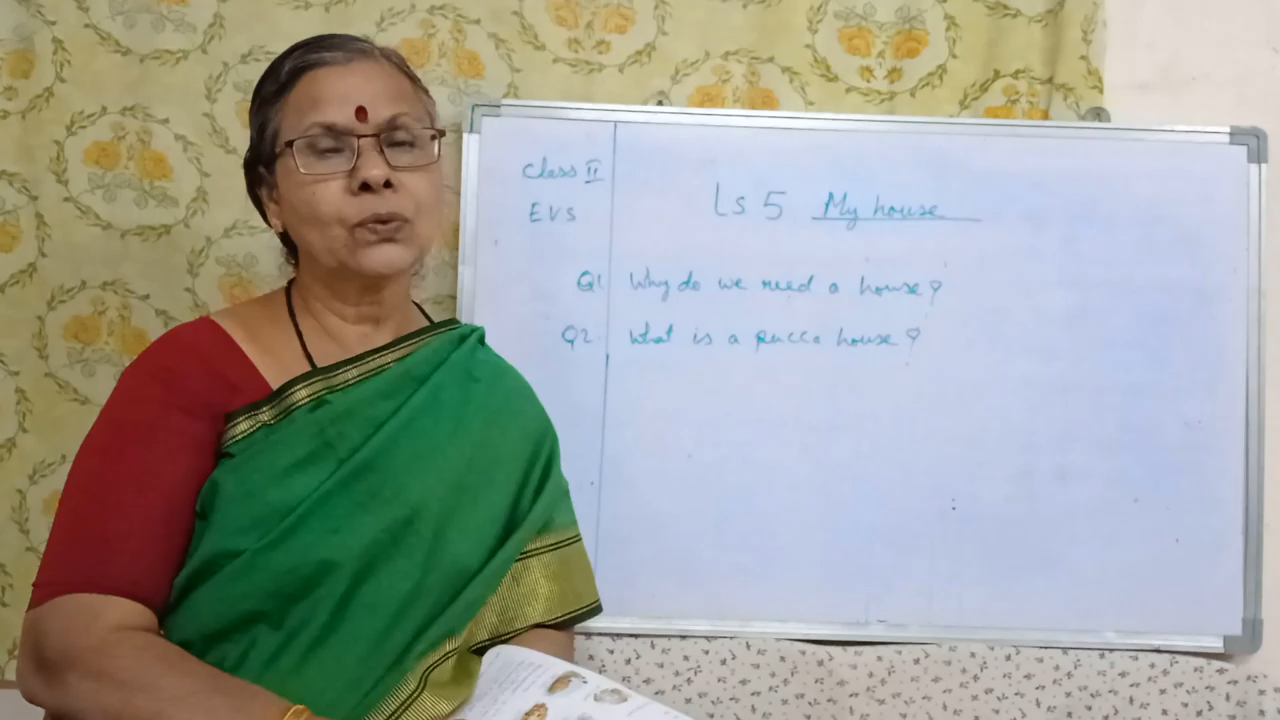 Class II
EVS
Ls 5 My house
Q1 Why do we need a house?
Q2. What is a pucca house?